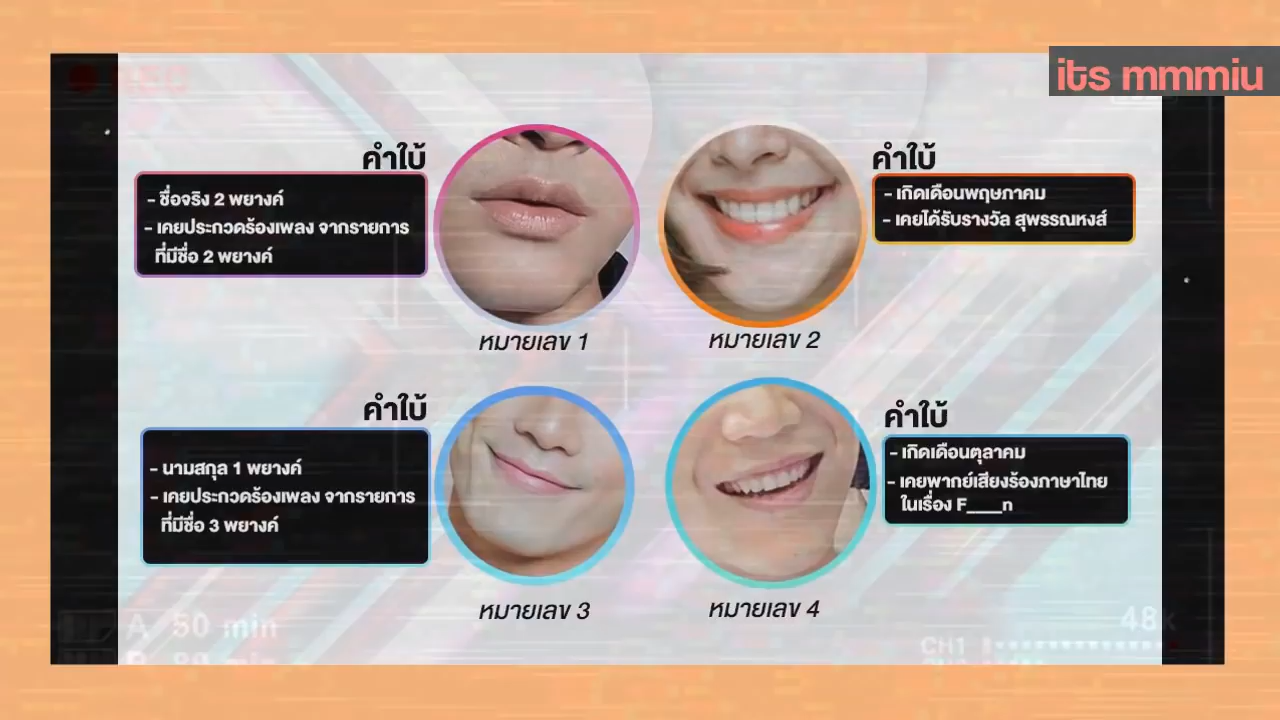 its mmmiu
คำใบ้
- ชื่อจริง 2 พยางค์
- เคยประกวดร้องเพลง จากรายการ
ที่มีชื่อ 2 พยางค์
หมายเลข 1
คำใบ้
- เกิดเดือนพฤษภาคม
- เคยได้รับรางวัล สุพรรณหงส์
หมายเลข 2
คำใบ้
- นามสกุล 1 พยางค์
- เคยประกวดร้องเพลง จากรายการ
ที่มีชื่อ 3 พยางค์
หมายเลข 3
คำใบ้
- เกิดเดือนตุลาคม
- เคยพากย์เสียงร้องภาษาไทย
ในเรื่อง F____n
หมายเลข 4
A 50 min
48K
CH1